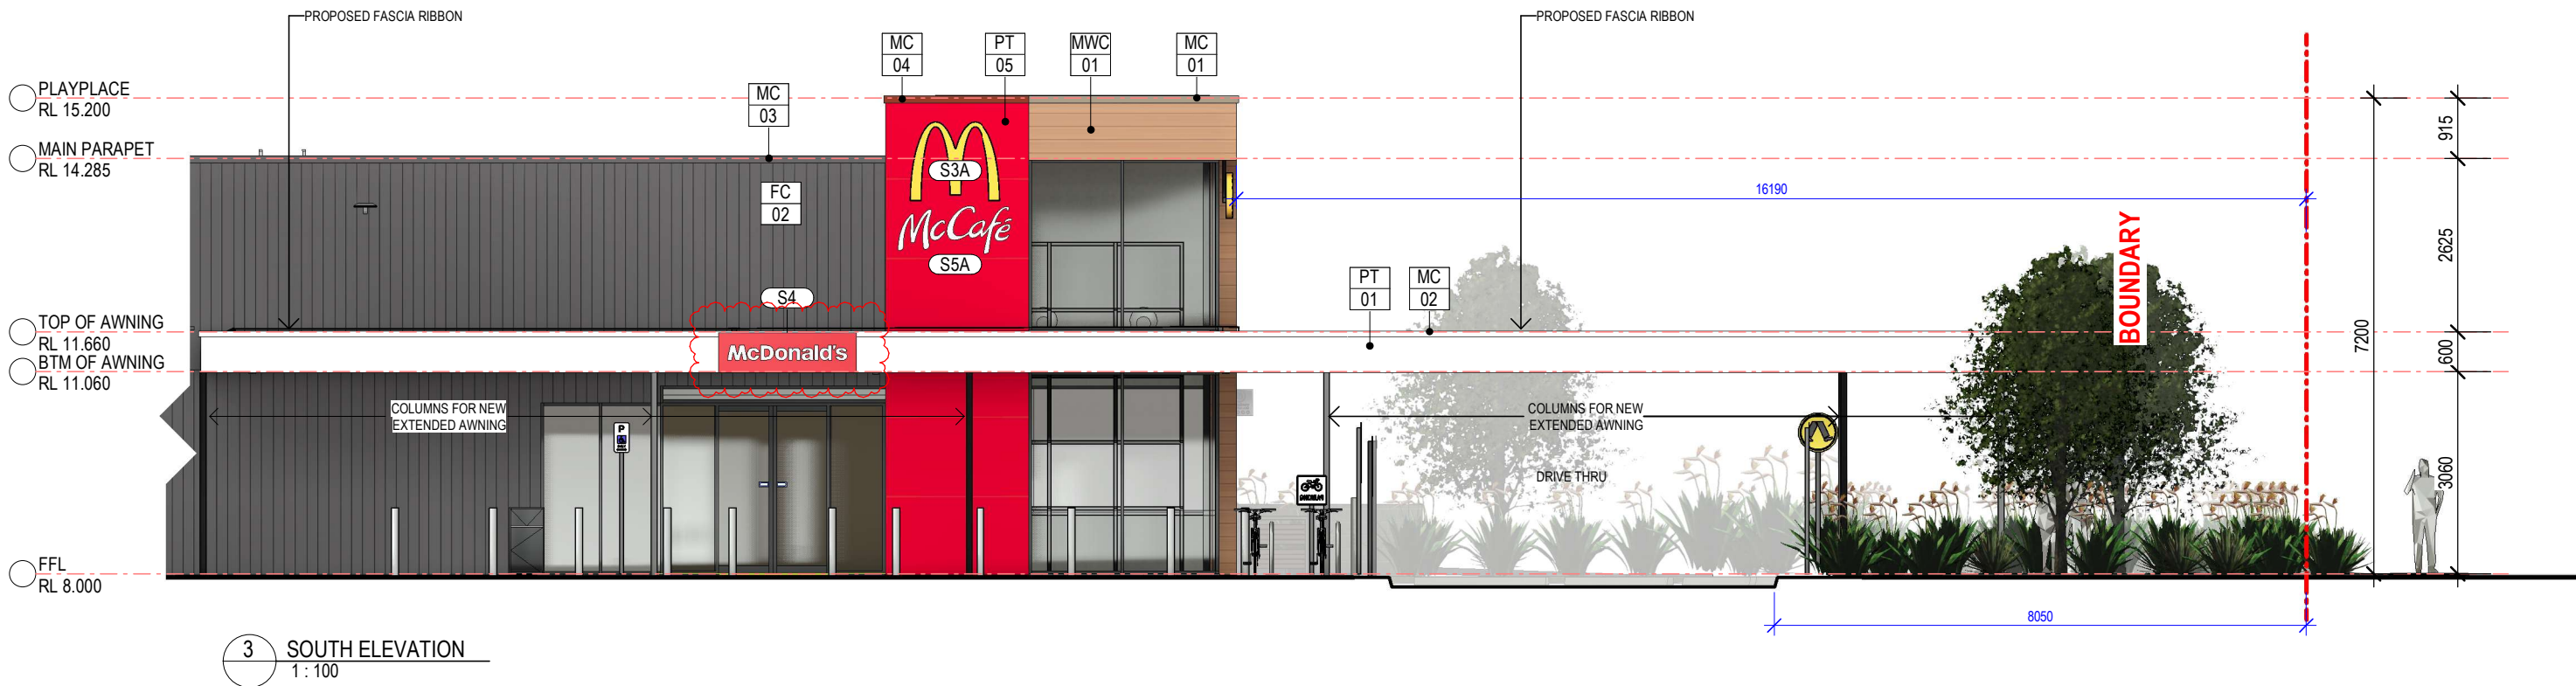 PROPOSED FASCIA RIBBON
PROPOSED FASCIA RIBBON
MC
04
PT
05
MWC
01
MC
01
MC
03
PLAYPLACE
RL 15.200
MAIN PARAPET
RL 14.285
FC
02
S3A
McCafé
S5A
S4
16190
BOUNDARY
915
2625
7200
600
3060
PT
01
MC
02
TOP OF AWNING
RL 11.660
BTM OF AWNING
RL 11.060
McDonald's
COLUMNS FOR NEW
EXTENDED AWNING
P
COLUMNS FOR NEW
EXTENDED AWNING
DRIVE THRU
FFL
RL 8.000
8050
3
SOUTH ELEVATION
1 : 100